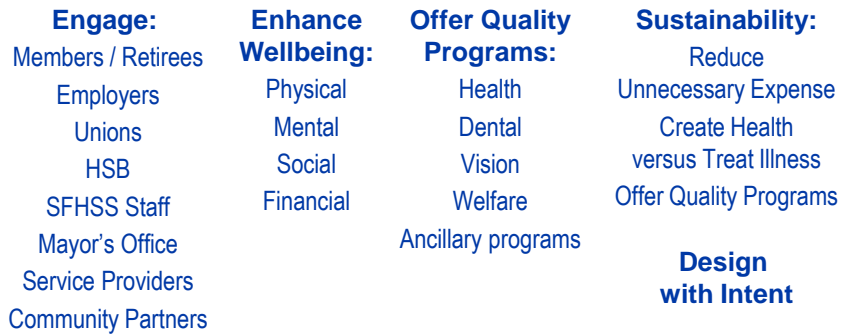 Engage:
Members / Retirees
Employers
Unions
HSB
SFHSS Staff
Mayor's Office
Service Providers
Community Partners
Enhance
Wellbeing:
Physical
Mental
Social
Financial
Offer Quality
Programs:
Health
Dental
Vision
Welfare
Ancillary programs
Sustainability:
Reduce
Unnecessary Expense
Create Health
versus Treat Illness
Offer Quality Programs
Design
with Intent